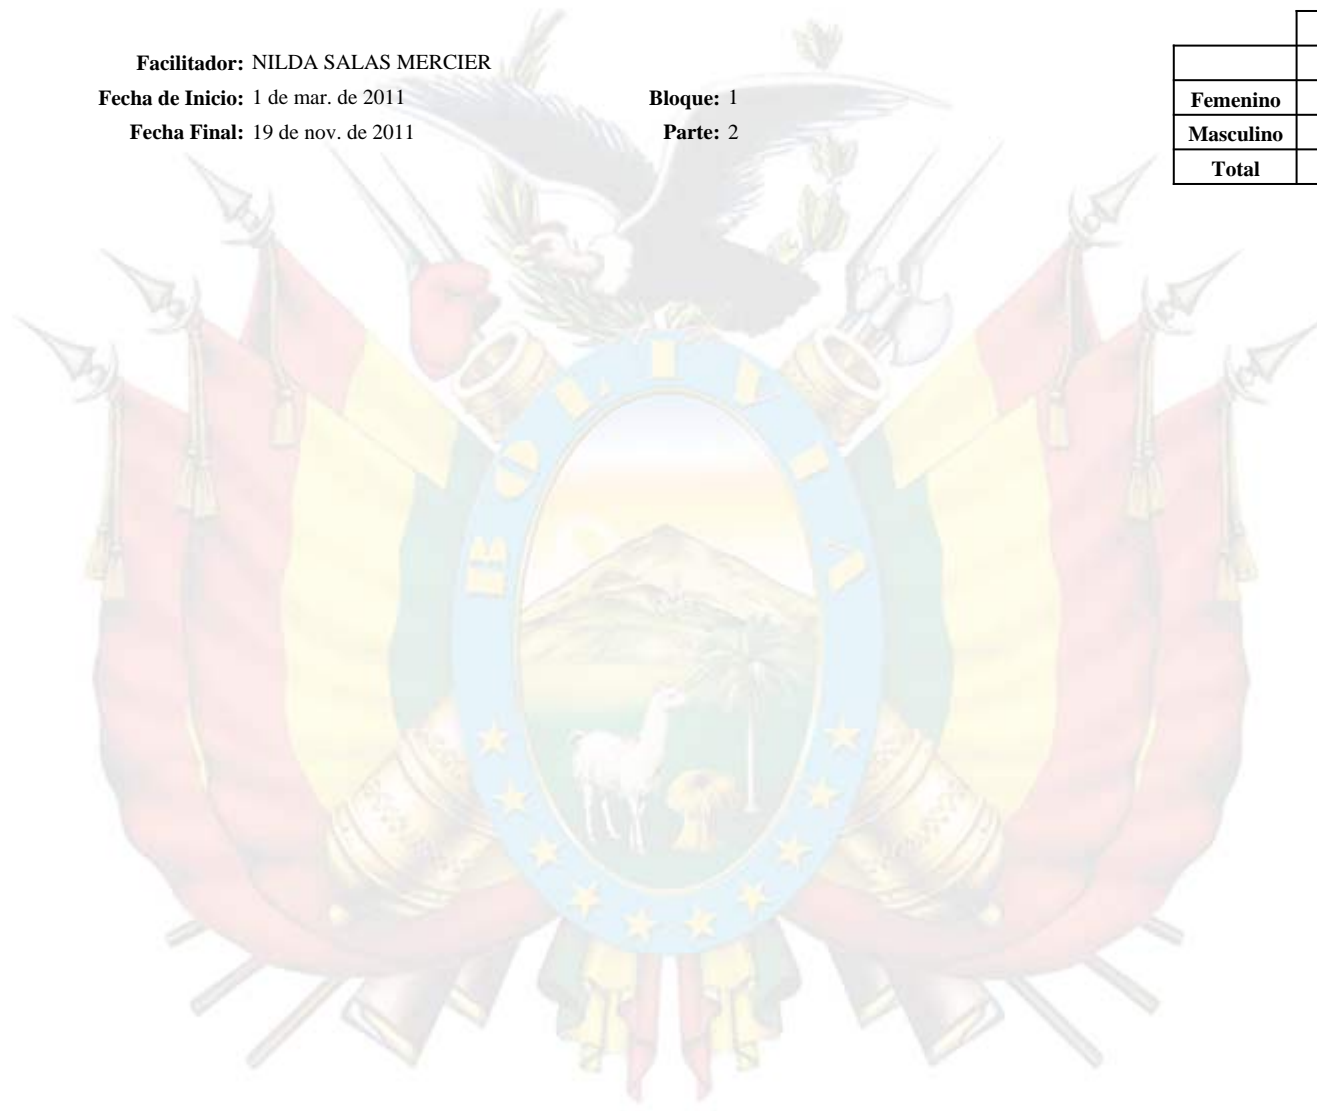 Facilitador: NILDA SALAS MERCIER
Fecha de Inicio: 1 de mar. de 2011 Bloque: 1
Fecha Final: 19 de nov. de 2011 Parte: 2
Femenino
Masculino
Total
BOLIVIA